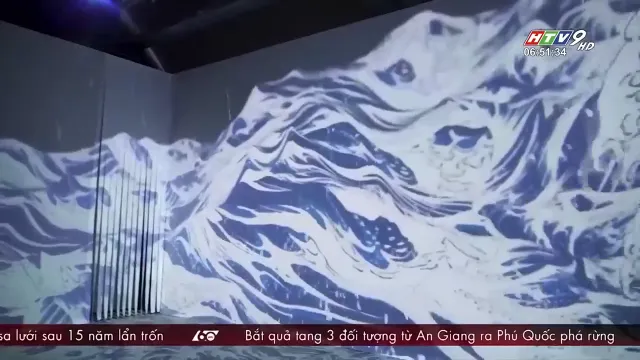 HTV9 HD
06:51:34
sa lưới sau 15 năm lẩn trốn 60 Bắt quả tang 3 đối tượng từ An Giang ra Phú Quốc phá rừng